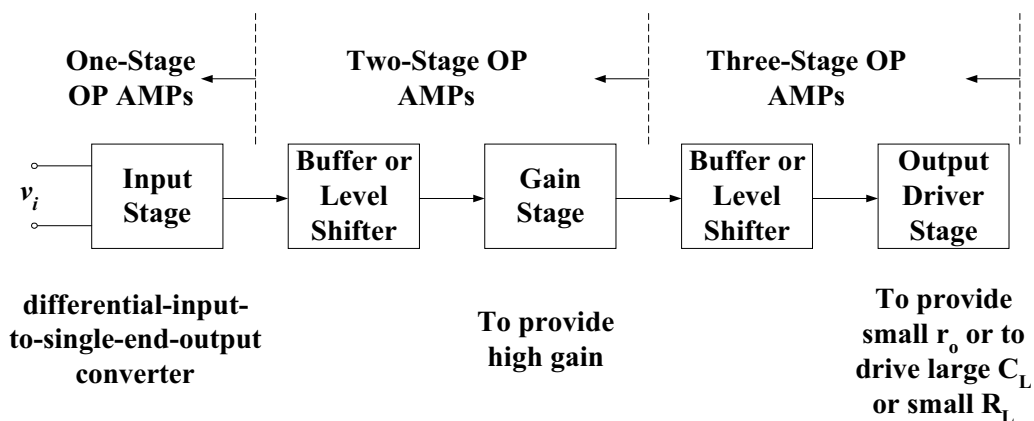 One-Stage
OP AMPs
Two-Stage OP
AMPs
Three-Stage OP
AMPs
v_i
Input
Stage
Buffer or
Level
Shifter
Gain
Stage
Buffer or
Level
Shifter
Output
Driver
Stage
differential-input-
to-single-end-output
converter
To provide
high gain
To provide
small r_o or to
drive large C_L
or small R_L